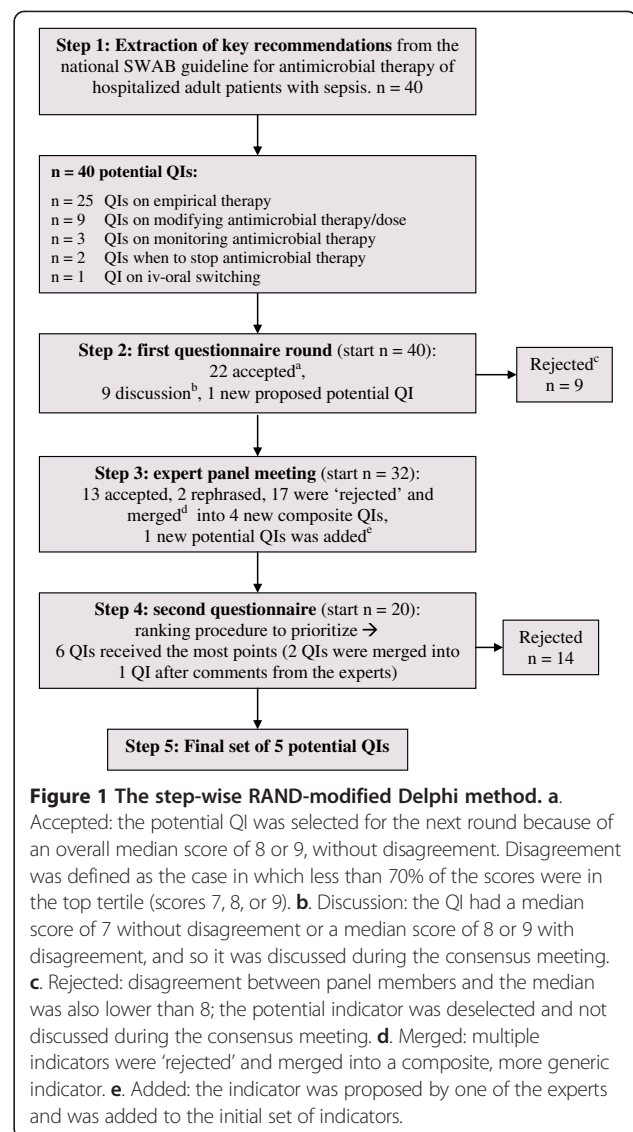 Step 1: Extraction of key recommendations from the
national SWAB guideline for antimicrobial therapy of
hospitalized adult patients with sepsis. n = 40
n = 40 potential QIs:
n = 25 QIs on empirical therapy
n = 9 QIs on modifying antimicrobial therapy/dose
n = 3 QIs on monitoring antimicrobial therapy
n = 2 QIs when to stop antimicrobial therapy
n = 1 QI on iv-oral switching
Step 2: first questionnaire round (start n = 40):
22 acceptedª,
9 discussionᵇ, 1 new proposed potential QI
Rejectedᶜ
n = 9
Step 3: expert panel meeting (start n = 32):
13 accepted, 2 rephrased, 17 were ‘rejected’ and
mergedᵈ into 4 new composite QIs,
1 new potential QIs was addedᵉ
Step 4: second questionnaire (start n = 20):
ranking procedure to prioritize →
6 QIs received the most points (2 QIs were merged into
1 QI after comments from the experts)
Rejected
n = 14
Step 5: Final set of 5 potential QIs
Figure 1 The step-wise RAND-modified Delphi method. a.
Accepted: the potential QI was selected for the next round because of
an overall median score of 8 or 9, without disagreement. Disagreement
was defined as the case in which less than 70% of the scores were in
the top tertile (scores 7, 8, or 9). b. Discussion: the QI had a median
score of 7 without disagreement or a median score of 8 or 9 with
disagreement, and so it was discussed during the consensus meeting.
c. Rejected: disagreement between panel members and the median
was also lower than 8; the potential indicator was deselected and not
discussed during the consensus meeting. d. Merged: multiple
indicators were ‘rejected’ and merged into a composite, more generic
indicator. e. Added: the indicator was proposed by one of the experts
and was added to the initial set of indicators.